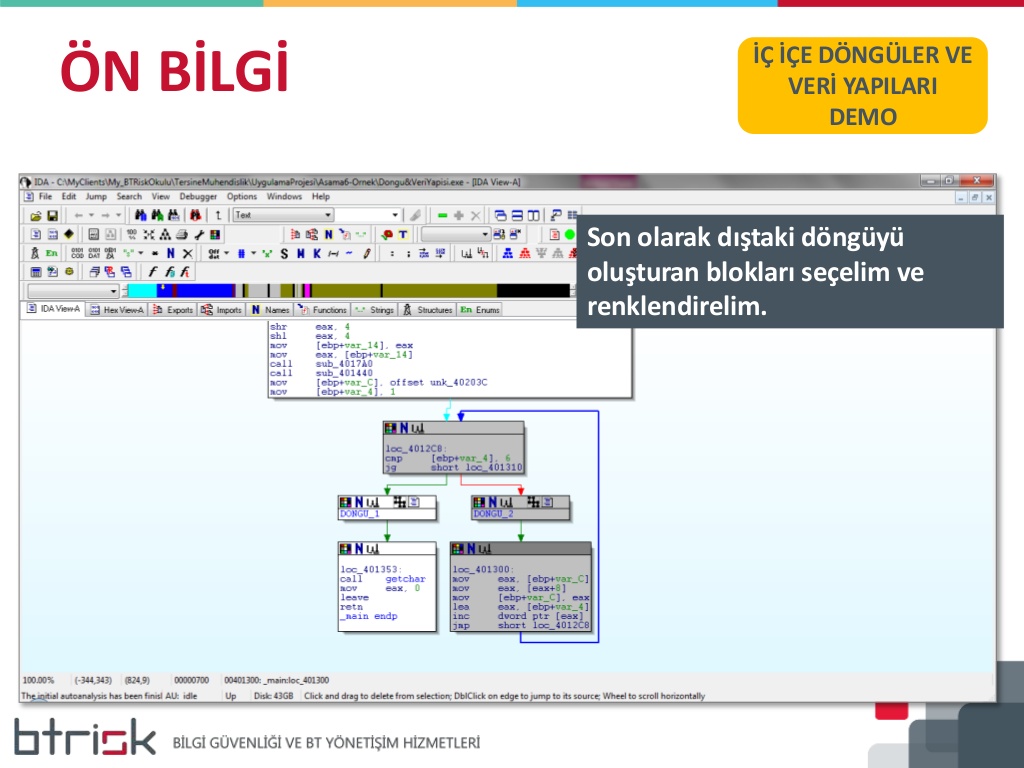 ÖN BİLGİ
İÇ İÇE DÖNGÜLER VE
VERİ YAPILARI
DEMO
IDA - C:\MyClients\My_BTRiskOkulu\TersineMuhendislik\UygulamaProjesi\Asama6-Ornek\Dongu&VeriYapisi.exe - [IDA View-A]
File Edit Jump Search View Debugger Options Windows Help
Text
Son olarak dıştaki döngüyü
oluşturan blokları seçelim ve
renklendirelim.
IDA View-A Hex View-A Exports Imports N Names Functions Strings Structures En Enums
shr eax, 4
shl eax, 4
mov [ebp+var_14], eax
mov eax, [ebp+var_14]
call sub_4017A0
call sub_401440
mov [ebp+var_C], offset unk_40203C
mov [ebp+var_4], 1
loc_4012C8:
cmp [ebp+var_4], 6
jg short loc_401310
DONGU_1
DONGU_2
loc_401353:
call getchar
mov eax, 0
leave
retn
_main endp
loc_401300:
mov eax, [ebp+var_C]
mov eax, [eax+8]
mov [ebp+var_C], eax
lea eax, [ebp+var_4]
inc dword ptr [eax]
jmp short loc_4012C8
100.00% (-344,343) (824,9) 00000700 00401300: _main:loc_401300
The initial autoanalysis has been finisl AU: idle Up Disk: 43GB Click and drag to delete from selection; DblClick on edge to jump to its source; Wheel to scroll horizontally
btrisk BİLGİ GÜVENLİĞİ VE BT YÖNETİŞİM HİZMETLERİ